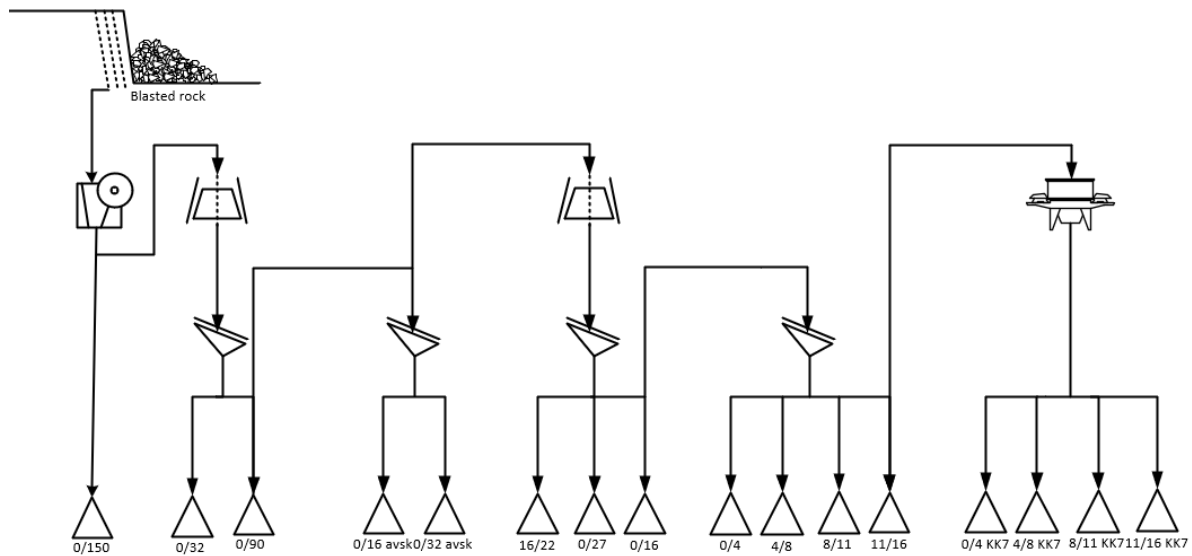 Blasted rock
0/150
0/32
0/90
0/16 avsk
0/32 avsk
16/22
0/27
0/16
0/4
4/8
8/11
11/16
0/4 KK7
4/8 KK7
8/11 KK7
11/16 KK7